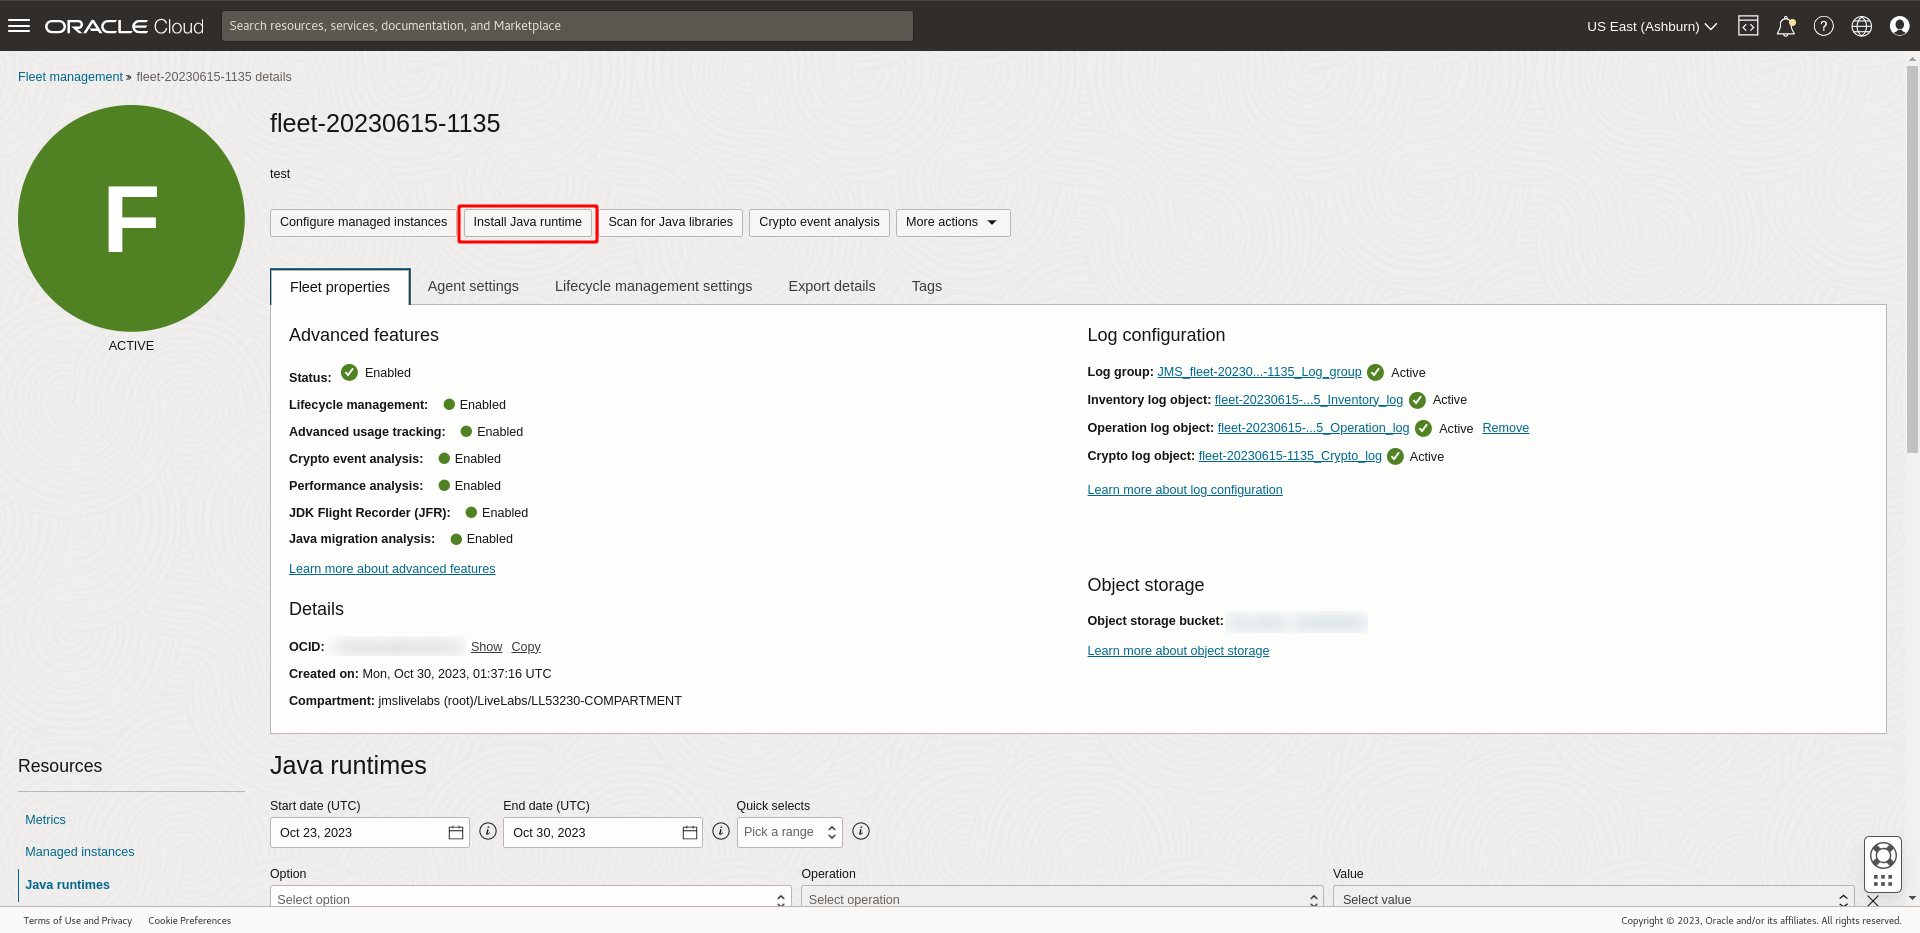 ORACLE Cloud
Search resources, services, documentation, and Marketplace
US East (Ashburn)
Fleet management » fleet-20230615-1135 details
F
ACTIVE
fleet-20230615-1135
test
Configure managed instances
Install Java runtime
Scan for Java libraries
Crypto event analysis
More actions
Fleet properties
Agent settings
Lifecycle management settings
Export details
Tags
Advanced features
Status: Enabled
Lifecycle management: Enabled
Advanced usage tracking: Enabled
Crypto event analysis: Enabled
Performance analysis: Enabled
JDK Flight Recorder (JFR): Enabled
Java migration analysis: Enabled
Learn more about advanced features
Details
OCID: Show Copy
Created on: Mon, Oct 30, 2023, 01:37:16 UTC
Compartment: jmslivelabs (root)/LiveLabs/LL53230-COMPARTMENT
Log configuration
Log group: JMS_fleet-20230...-1135_Log_group Active
Inventory log object: fleet-20230615-...5_Inventory_log Active
Operation log object: fleet-20230615-...5_Operation_log Active Remove
Crypto log object: fleet-20230615-1135_Crypto_log Active
Learn more about log configuration
Object storage
Object storage bucket:
Learn more about object storage
Resources
Metrics
Managed instances
Java runtimes
Java runtimes
Start date (UTC)
Oct 23, 2023
End date (UTC)
Oct 30, 2023
Quick selects
Pick a range
Option
Select option
Operation
Select operation
Value
Select value
Terms of Use and Privacy
Cookie Preferences
Copyright © 2023, Oracle and/or its affiliates. All rights reserved.